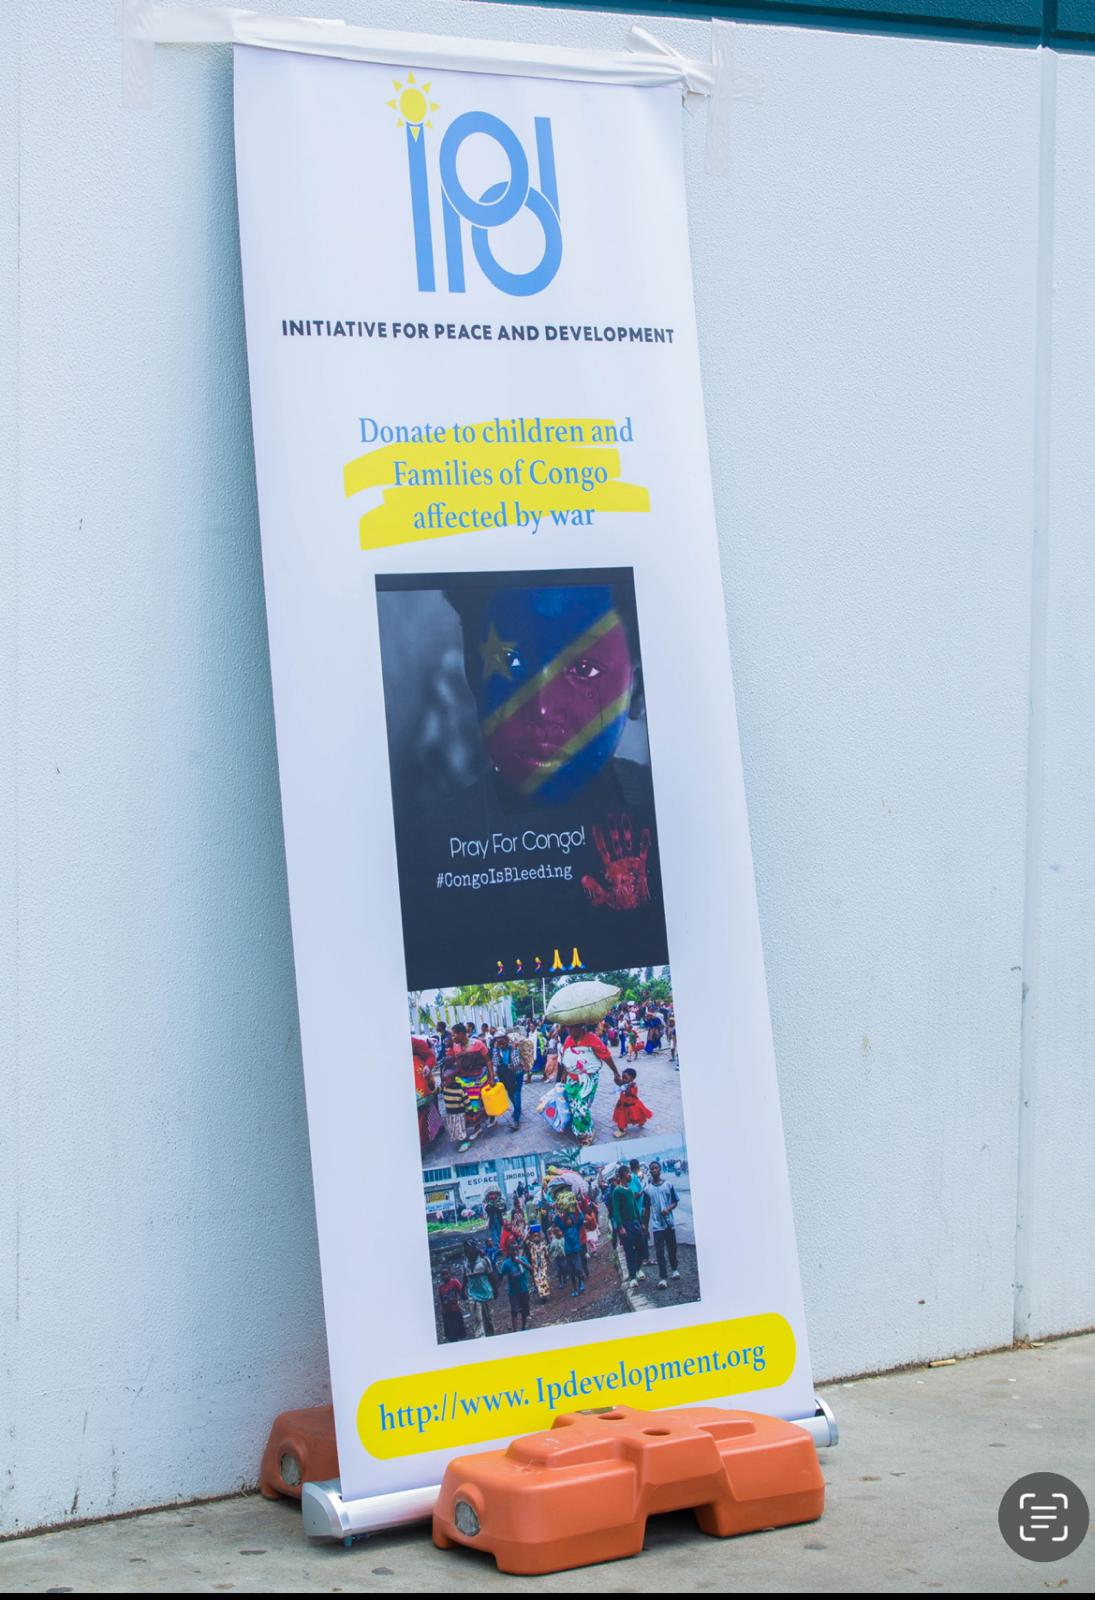 IPD
INITIATIVE FOR PEACE AND DEVELOPMENT
Donate to children and
Families of Congo
affected by war
Pray For Congo!
#CongoIsBleeding
ESPACE
http://www. Ipdevelopment.org